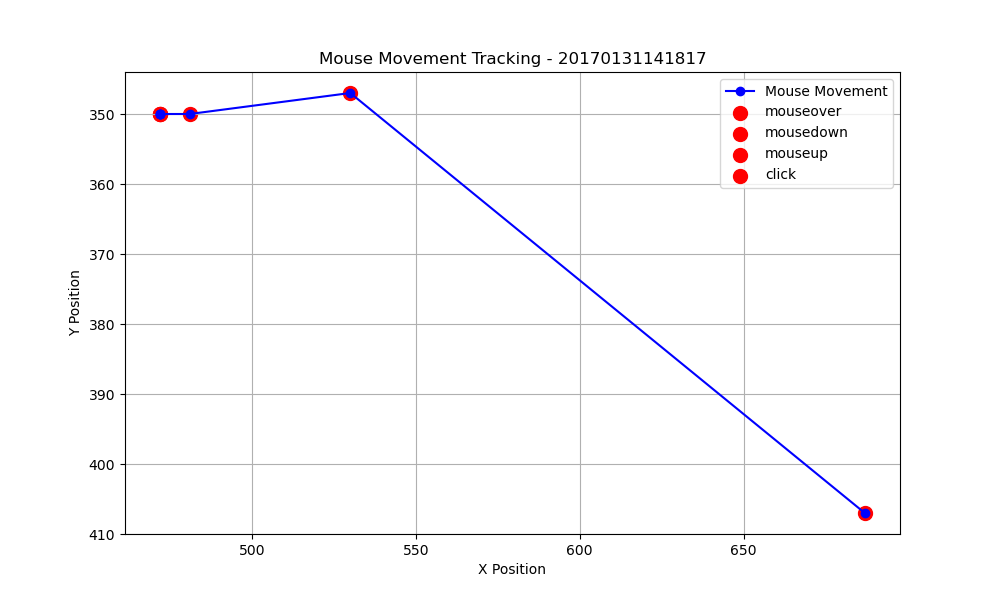 Mouse Movement Tracking - 20170131141817
Mouse Movement
mouseover
mousedown
mouseup
click
Y Position
350
360
370
380
390
400
410
500
550
600
650
X Position